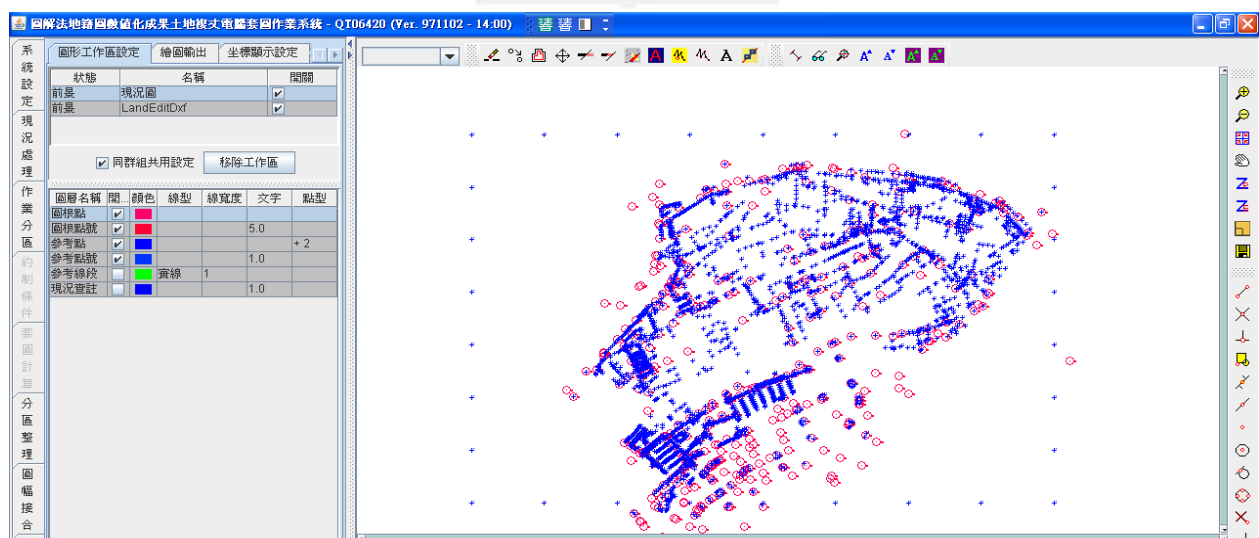 圖解法地籍圖數值化成果土地複丈電腦套圖作業系統 - QT06420 (Ver. 971102 - 14:00)
系統設定
現況處理
作業分區
約制條件
套圖計算
分區整理
圖幅接合
圖形工作區設定 繪圖輸出 坐標顯示設定
狀態 名稱 開關
前景 現況圖
前景 LandEditDxf
同群組共用設定 移除工作區
圖層名稱 開... 顏色 線型 線寬度 文字 點型
圖根點
圖根點號 5.0
參考點 + 2
參考點號 1.0
參考線段 實線 1
現況查註 1.0